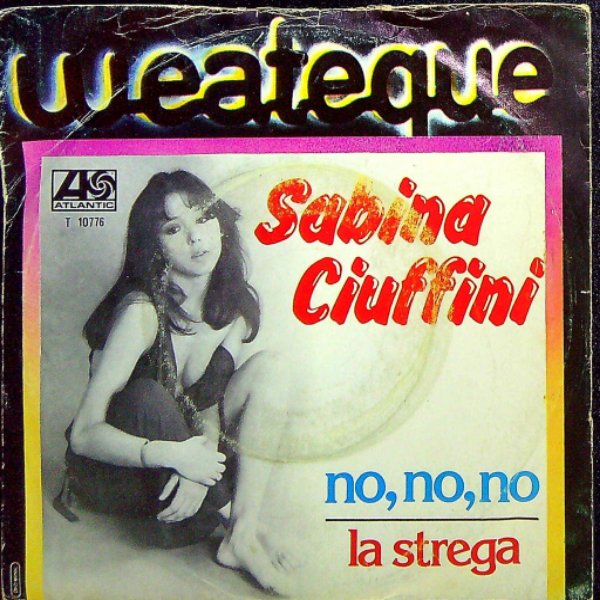 weateque
ATLANTIC
T 10776
Sabina
Ciuffini
no, no, no
la strega